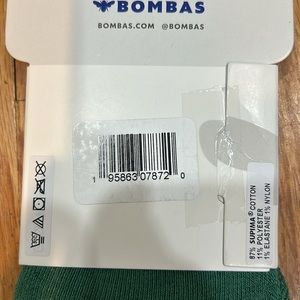 BOMBAS
BOMBAS.COM @BOMBAS
1 95863 07872 0
87% SUPIMA® COTTON
11% POLYESTER
1% ELASTANE 1% NYLON